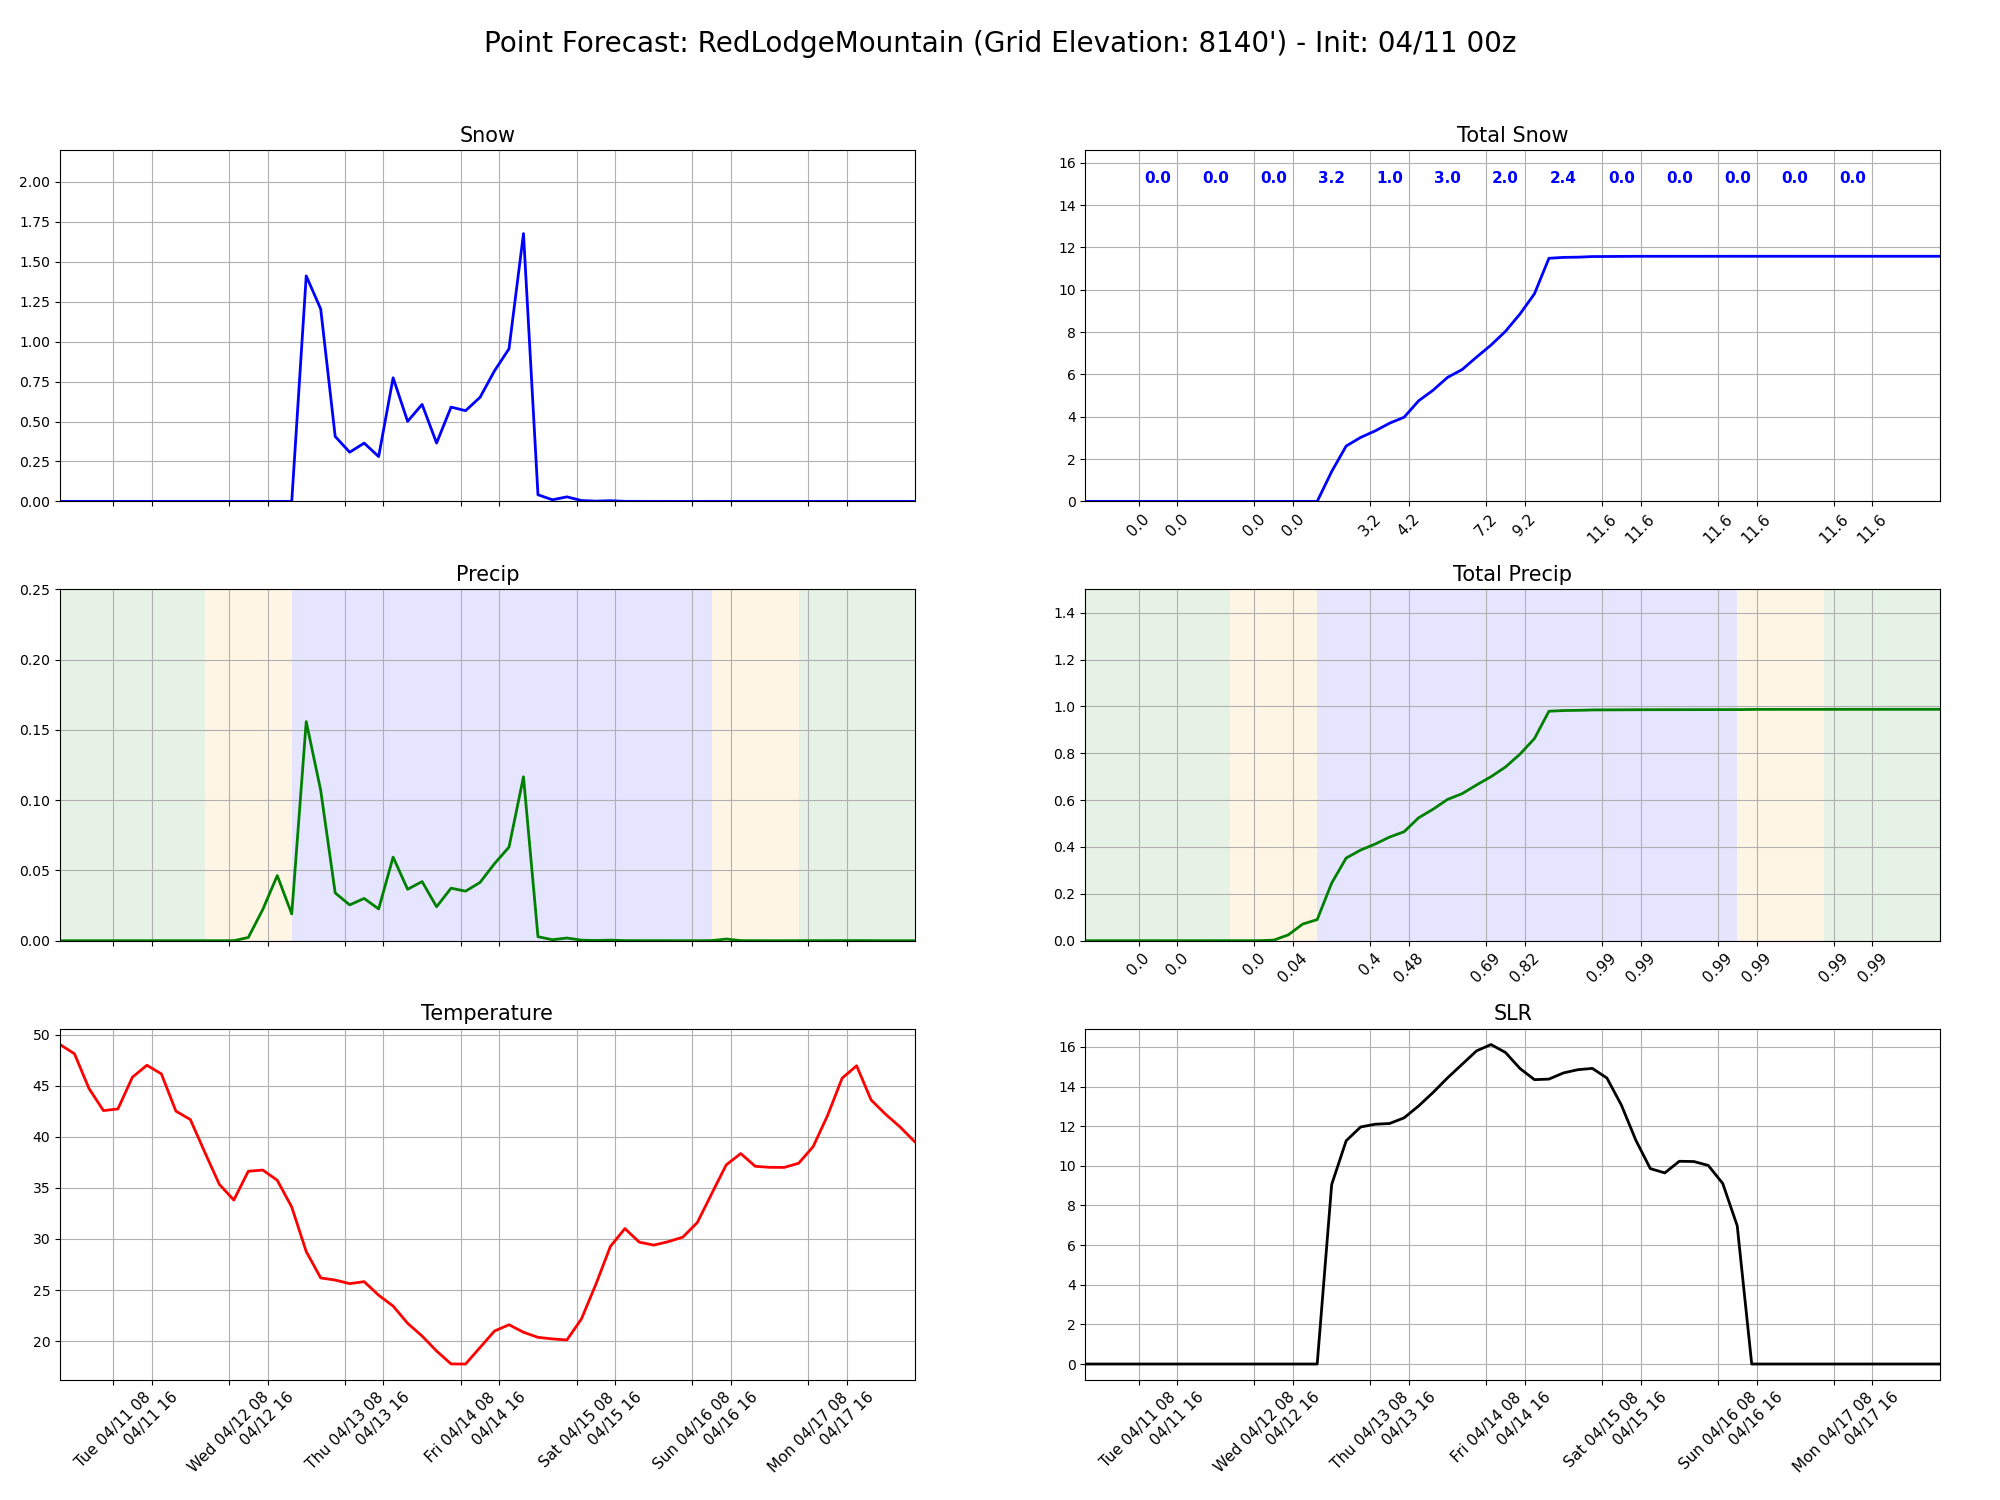 Point Forecast: RedLodgeMountain (Grid Elevation: 8140') - Init: 04/11 00z
Snow
2.00
1.75
1.50
1.25
1.00
0.75
0.50
0.25
0.00
Total Snow
0.0 0.0 0.0 3.2 1.0 3.0 2.0 2.4 0.0 0.0 0.0 0.0 0.0
16
14
12
10
8
6
4
2
0
0.0 0.0 0.0 0.0 3.2 4.2 7.2 9.2 11.6 11.6 11.6 11.6 11.6 11.6
Precip
0.25
0.20
0.15
0.10
0.05
0.00
Total Precip
1.4
1.2
1.0
0.8
0.6
0.4
0.2
0.0
0.0 0.0 0.0 0.04 0.4 0.48 0.69 0.82 0.99 0.99 0.99 0.99 0.99 0.99
Temperature
50
45
40
35
30
25
20
Tue 04/11 08
04/11 16
Wed 04/12 08
04/12 16
Thu 04/13 08
04/13 16
Fri 04/14 08
04/14 16
Sat 04/15 08
04/15 16
Sun 04/16 08
04/16 16
Mon 04/17 08
04/17 16
SLR
16
14
12
10
8
6
4
2
0
Tue 04/11 08
04/11 16
Wed 04/12 08
04/12 16
Thu 04/13 08
04/13 16
Fri 04/14 08
04/14 16
Sat 04/15 08
04/15 16
Sun 04/16 08
04/16 16
Mon 04/17 08
04/17 16